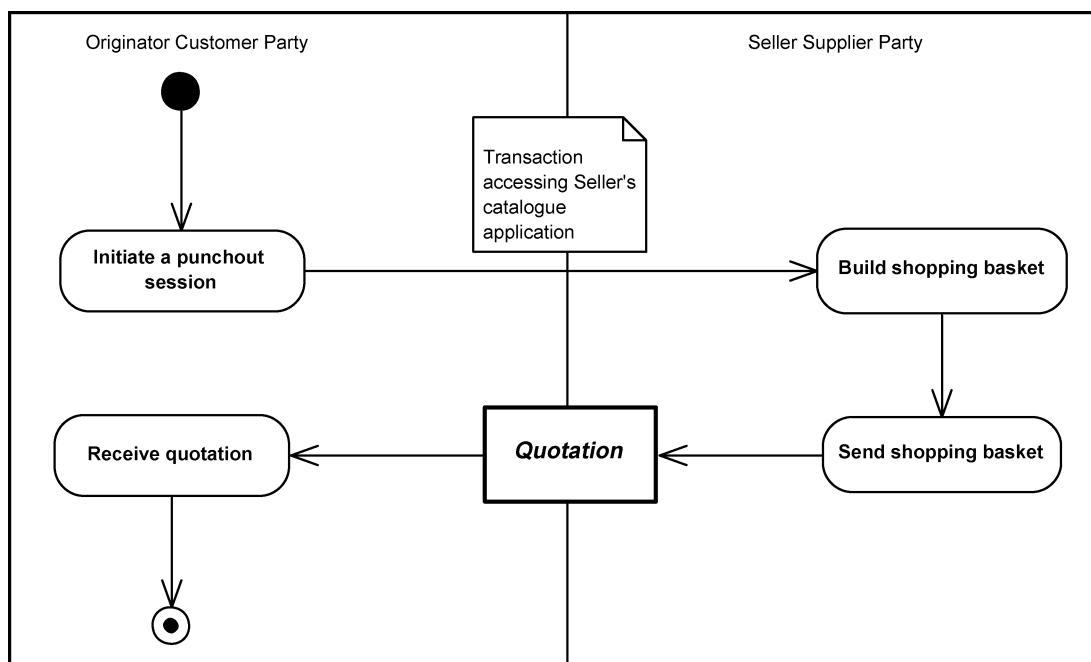 Originator Customer Party
Seller Supplier Party
Transaction
accessing Seller's
catalogue
application
Initiate a punchout
session
Build shopping basket
Receive quotation
Quotation
Send shopping basket